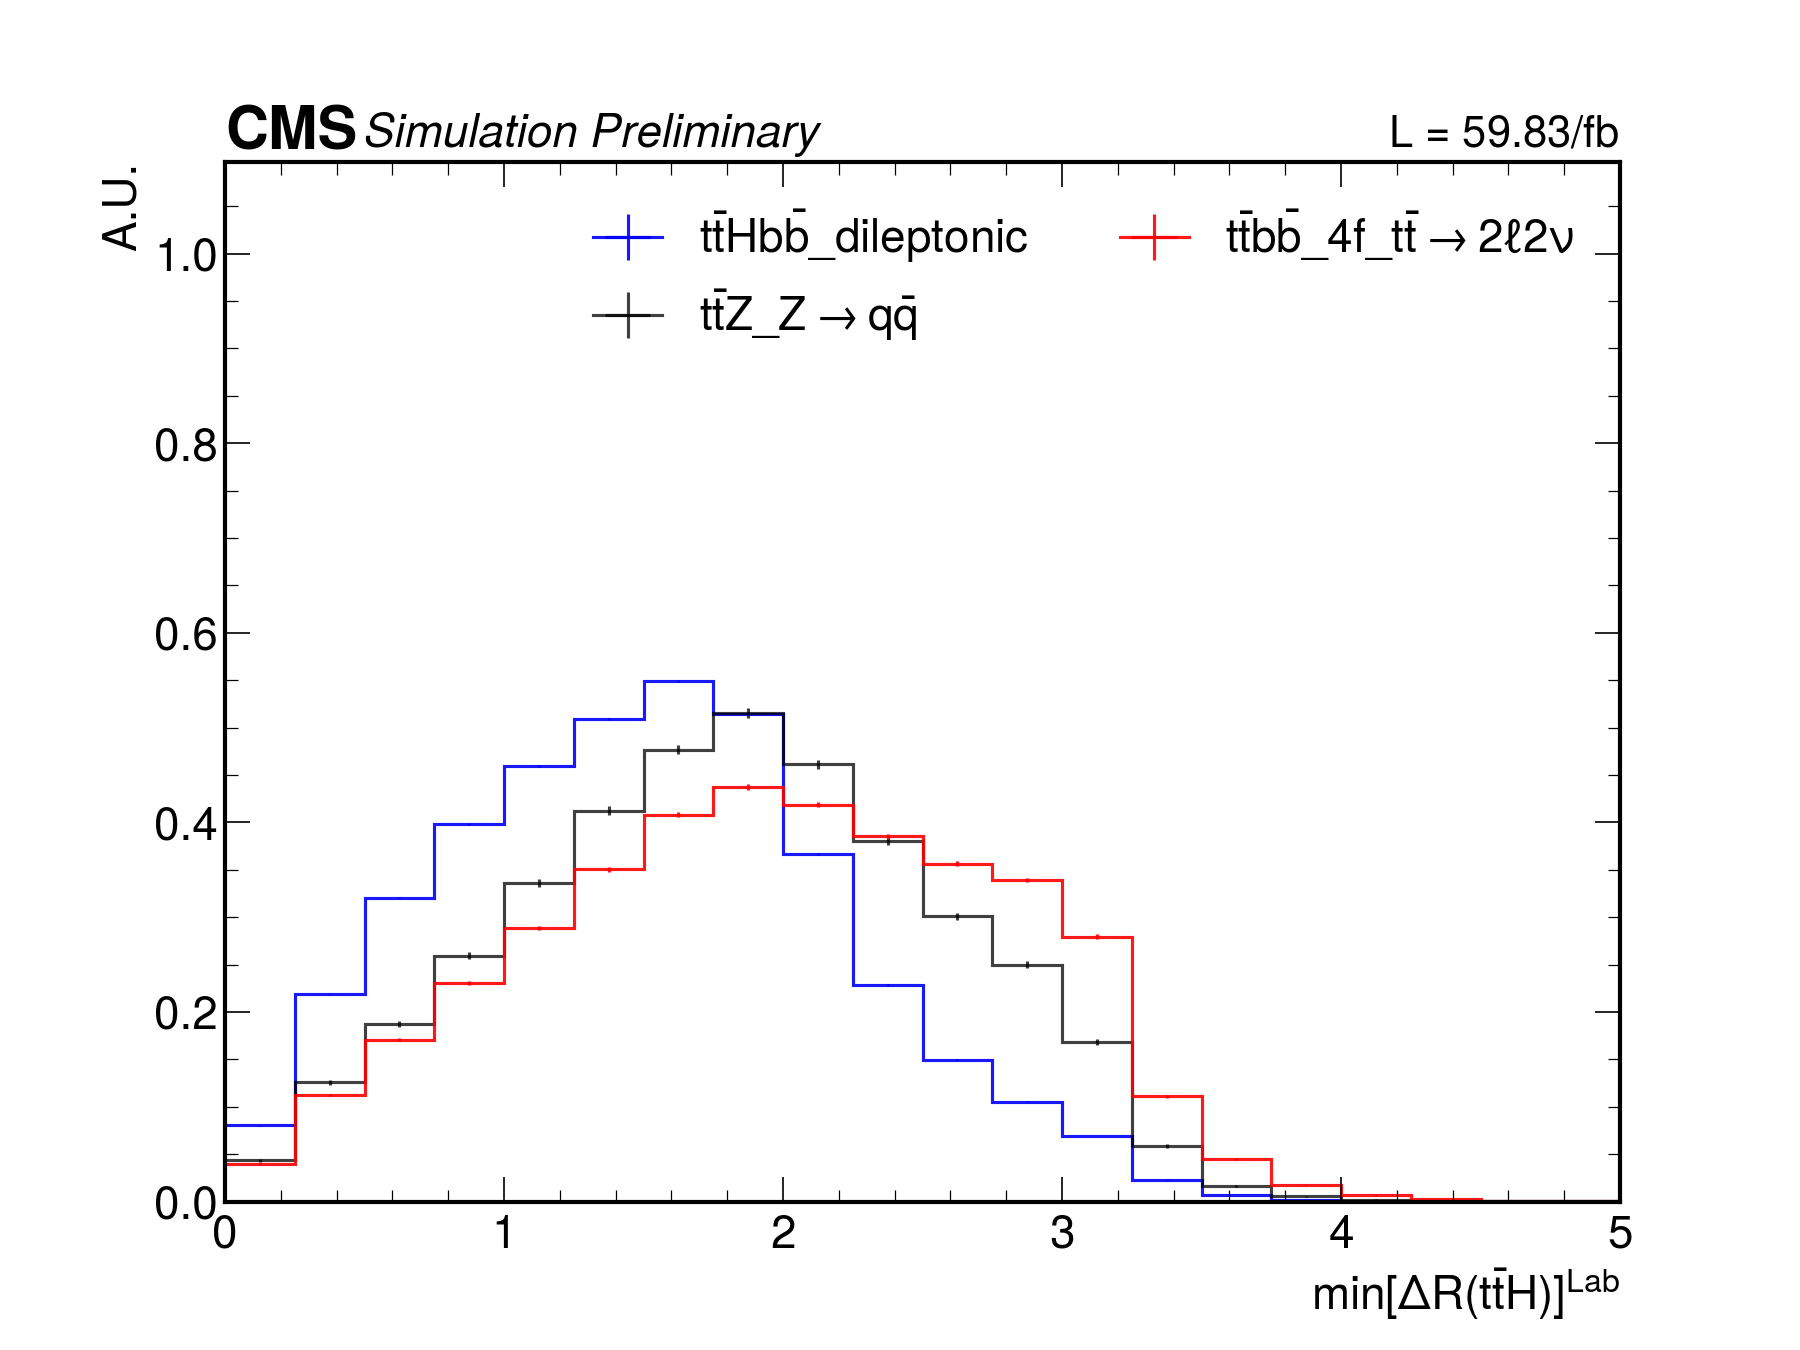 CMS Simulation Preliminary L = 59.83/fb
A.U.
tt̄Hbb̄_dileptonic tt̄bb̄_4f_tt̄ → 2ℓ2ν
tt̄Z_Z → qq̄
1.0
0.8
0.6
0.4
0.2
0.0
0 1 2 3 4 5
min[ΔR(tt̄H)]^Lab